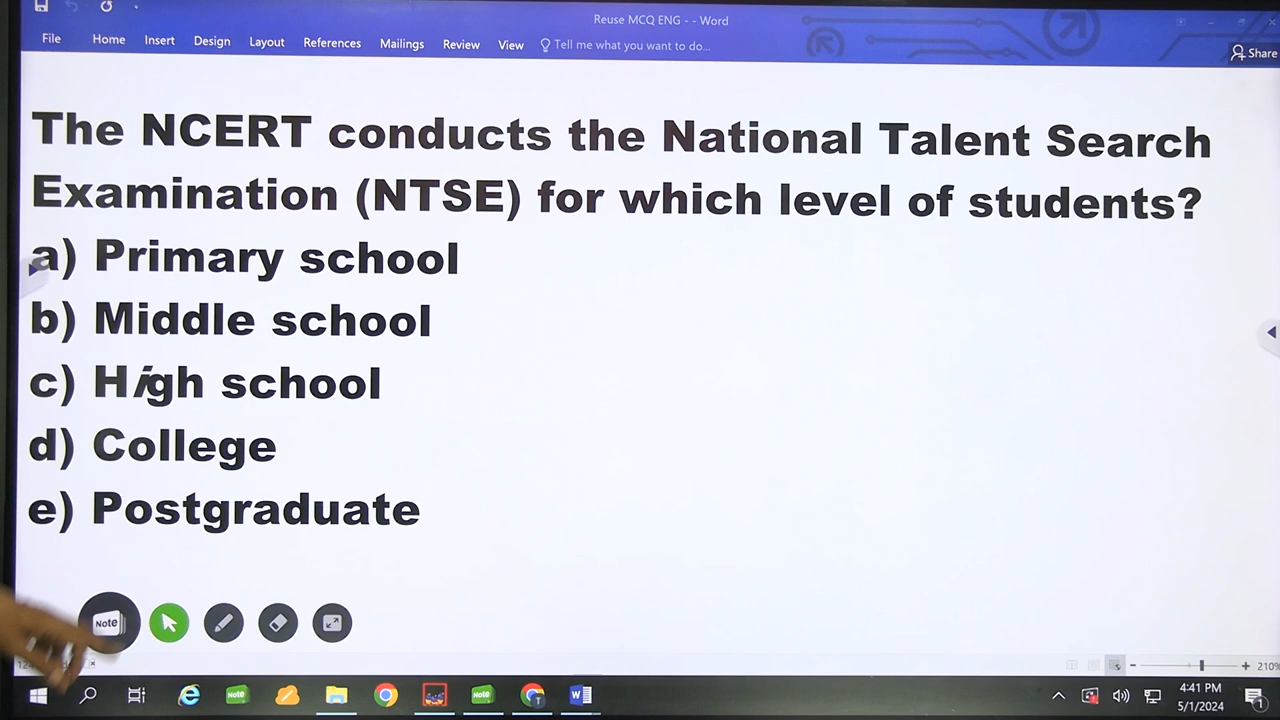 Reuse MCQ ENG - - Word
File Home Insert Design Layout References Mailings Review View Tell me what you want to do...
Share
The NCERT conducts the National Talent Search
Examination (NTSE) for which level of students?
a) Primary school
b) Middle school
c) High school
d) College
e) Postgraduate
Note
210%
Note Note
4:41 PM
5/1/2024